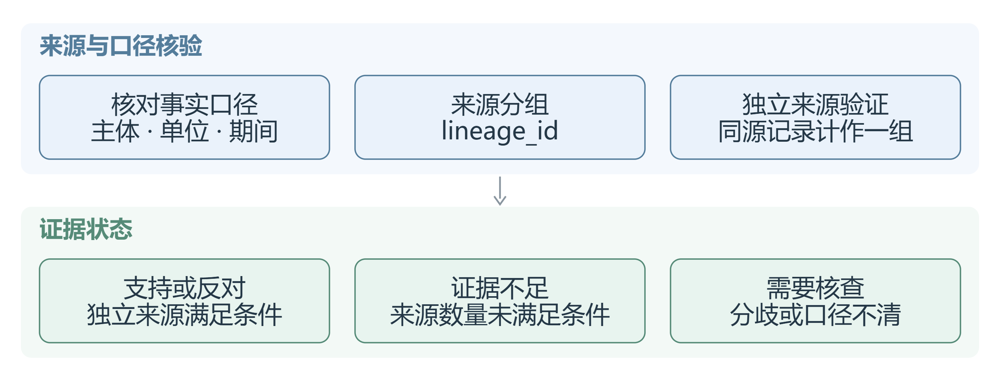 来源与口径核验
核对事实口径
主体 · 单位 · 期间
来源分组
lineage_id
独立来源验证
同源记录计作一组
证据状态
支持或反对
独立来源满足条件
证据不足
来源数量未满足条件
需要核查
分歧或口径不清